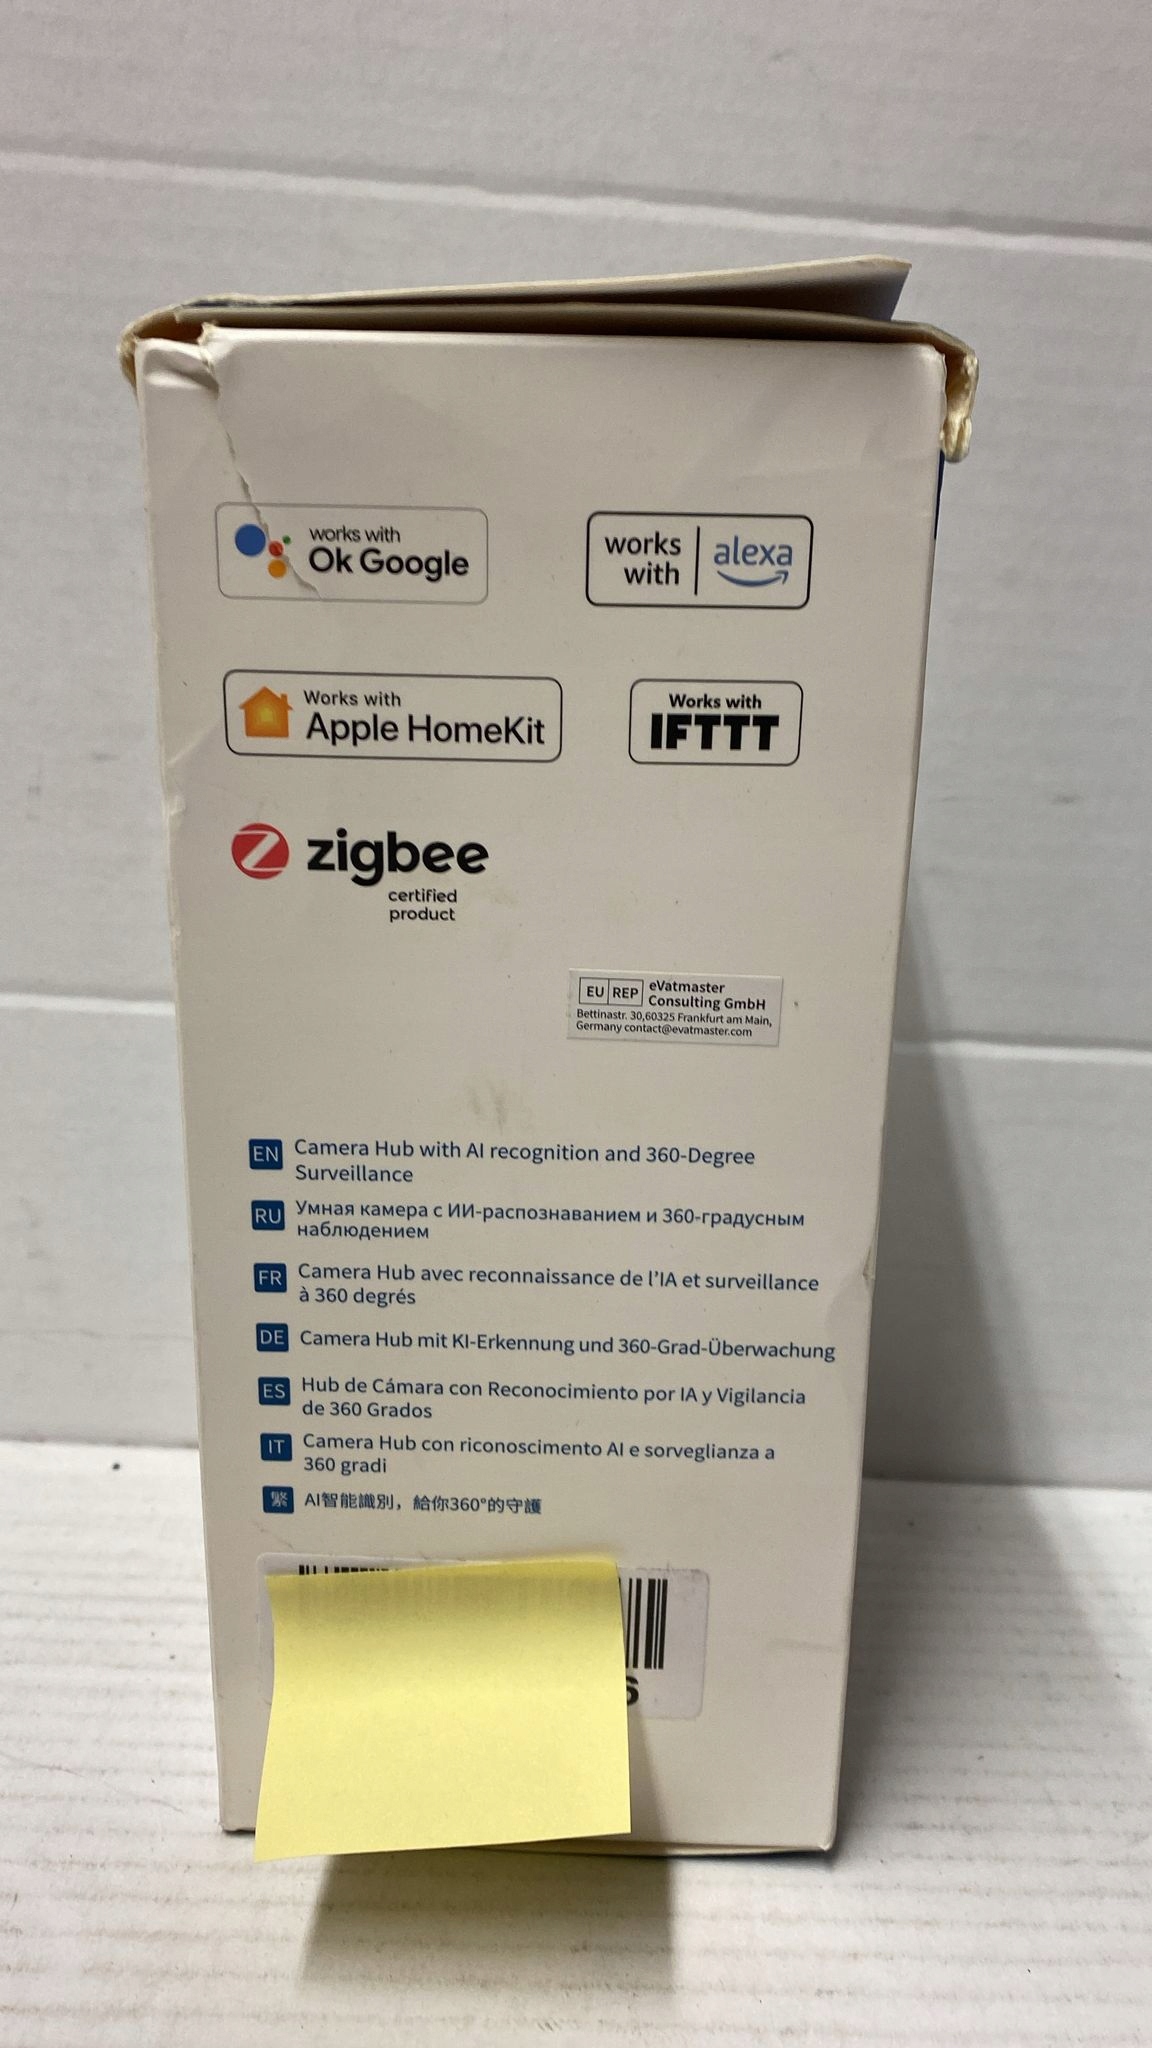 works with
Ok Google
works
with
alexa
Works with
Apple HomeKit
Works with
IFTTT
Z zigbee
certified
product
EU REP
eVatmaster
Consulting GmbH
Bettinastr. 30,60325 Frankfurt am Main,
Germany contact@evatmaster.com
EN Camera Hub with AI recognition and 360-Degree
Surveillance
RU Умная камера с ИИ-распознаванием и 360-градусным
наблюдением
FR Camera Hub avec reconnaissance de l'IA et surveillance
à 360 degrés
DE Camera Hub mit KI-Erkennung und 360-Grad-Überwachung
ES Hub de Cámara con Reconocimiento por IA y Vigilancia
de 360 Grados
IT Camera Hub con riconoscimento AI e sorveglianza a
360 gradi
繁 AI智能識別，給你360°的守護